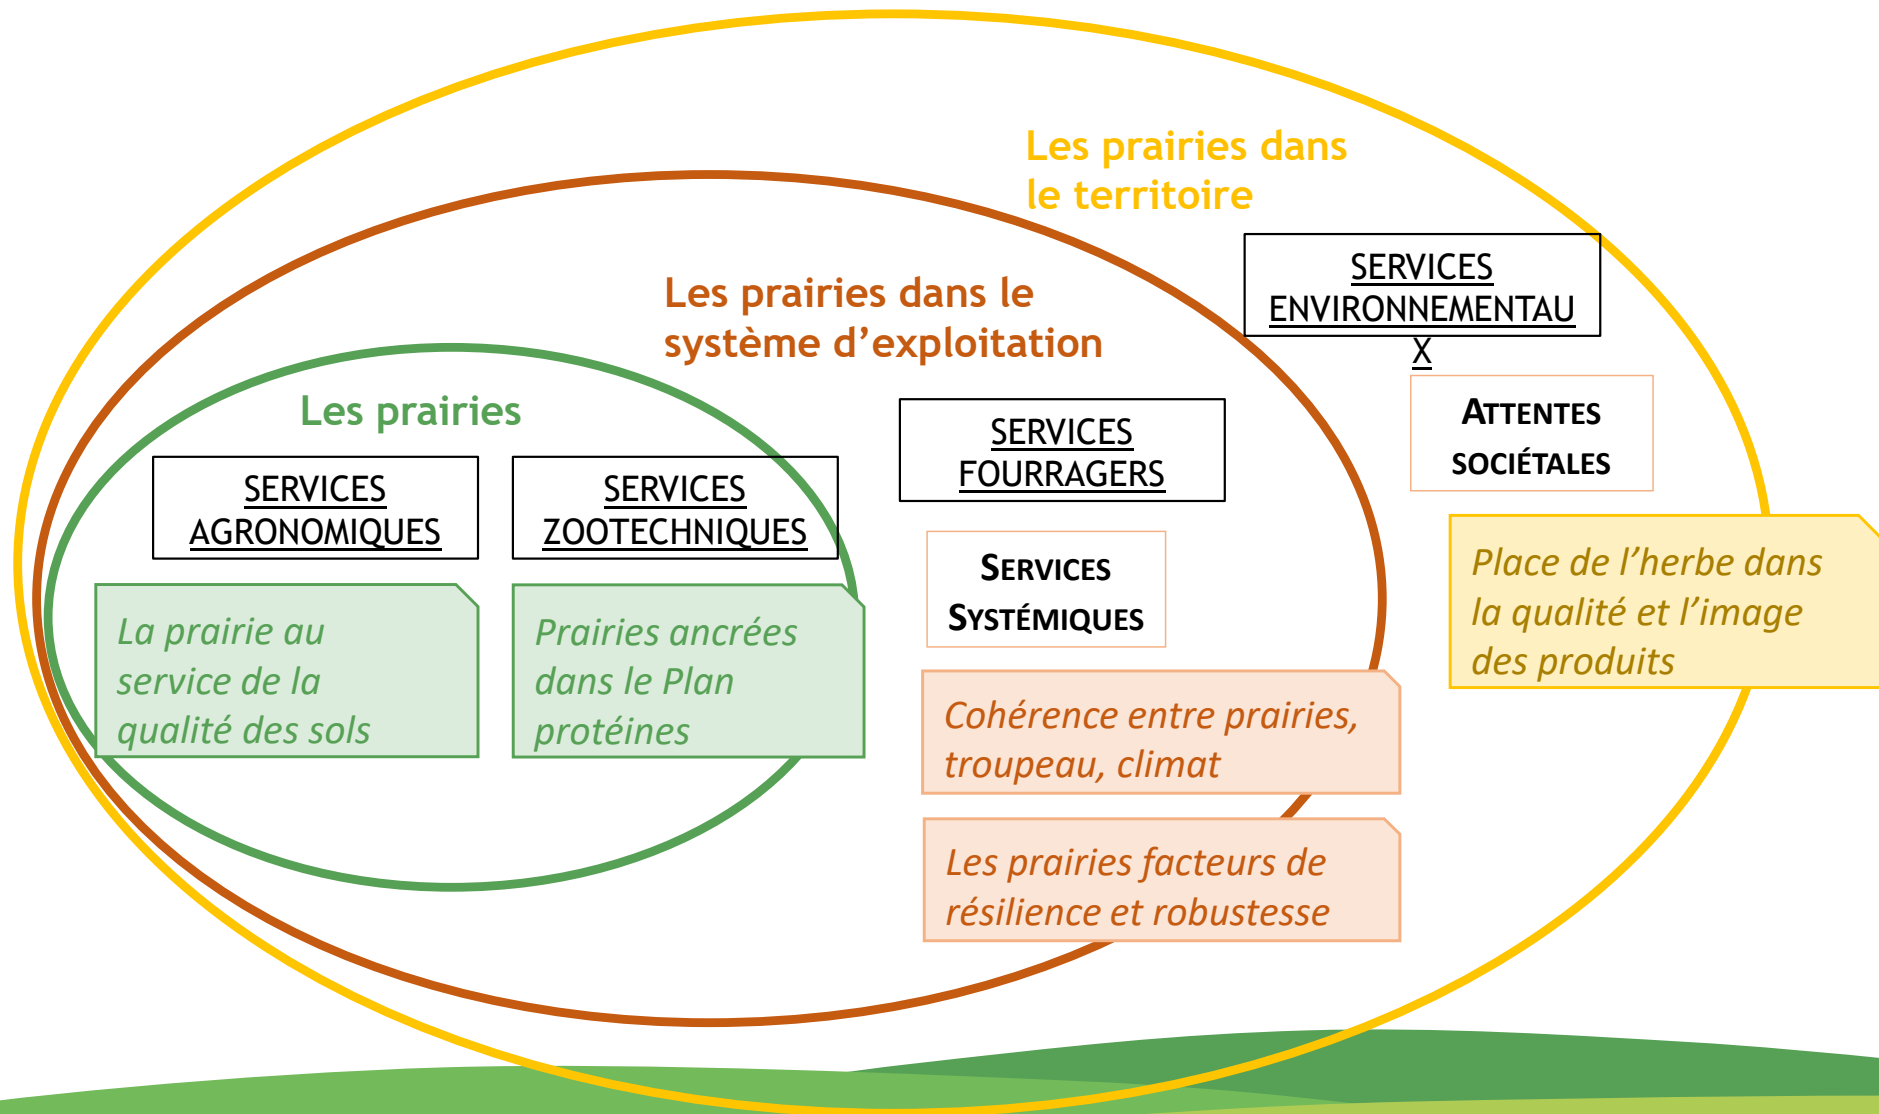 Les prairies dans
le territoire
SERVICES
ENVIRONNEMENTAU
X
Les prairies dans le
système d’exploitation
ATTENTES
SOCIÉTALES
Les prairies
SERVICES
FOURRAGERS
SERVICES
AGRONOMIQUES
SERVICES
ZOOTECHNIQUES
SERVICES
SYSTÉMIQUES
Place de l’herbe dans
la qualité et l’image
des produits
La prairie au
service de la
qualité des sols
Prairies ancrées
dans le Plan
protéines
Cohérence entre prairies,
troupeau, climat
Les prairies facteurs de
résilience et robustesse